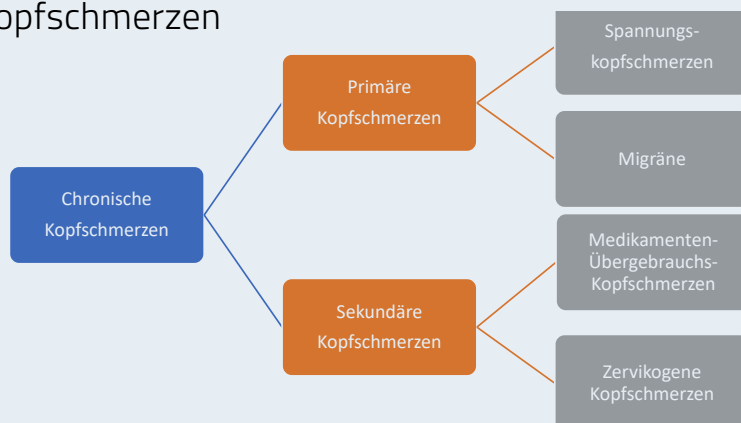 opfschmerzen
Spannungs-
kopfschmerzen
Primäre
Kopfschmerzen
Migräne
Chronische
Kopfschmerzen
Medikamenten-
Übergebrauchs-
Kopfschmerzen
Sekundäre
Kopfschmerzen
Zervikogene
Kopfschmerzen